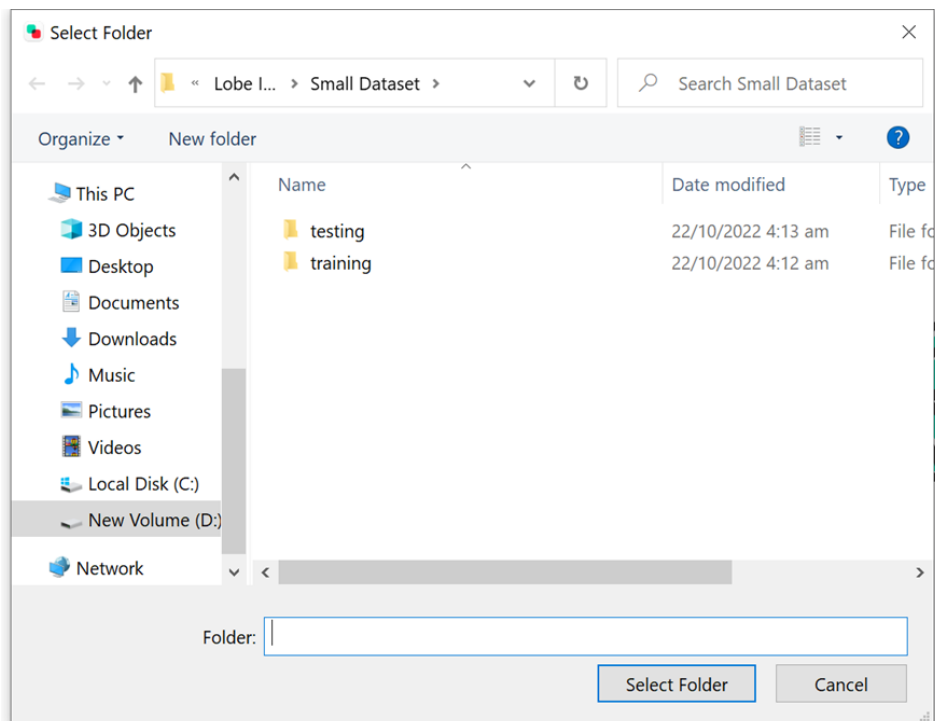 Select Folder
« Lobe I... > Small Dataset >
Search Small Dataset
Organize
New folder
Name
Date modified
Type
This PC
3D Objects
Desktop
Documents
Downloads
Music
Pictures
Videos
Local Disk (C:)
New Volume (D:)
Network
testing 22/10/2022 4:13 am File fo
training 22/10/2022 4:12 am File fo
Folder:
Select Folder
Cancel